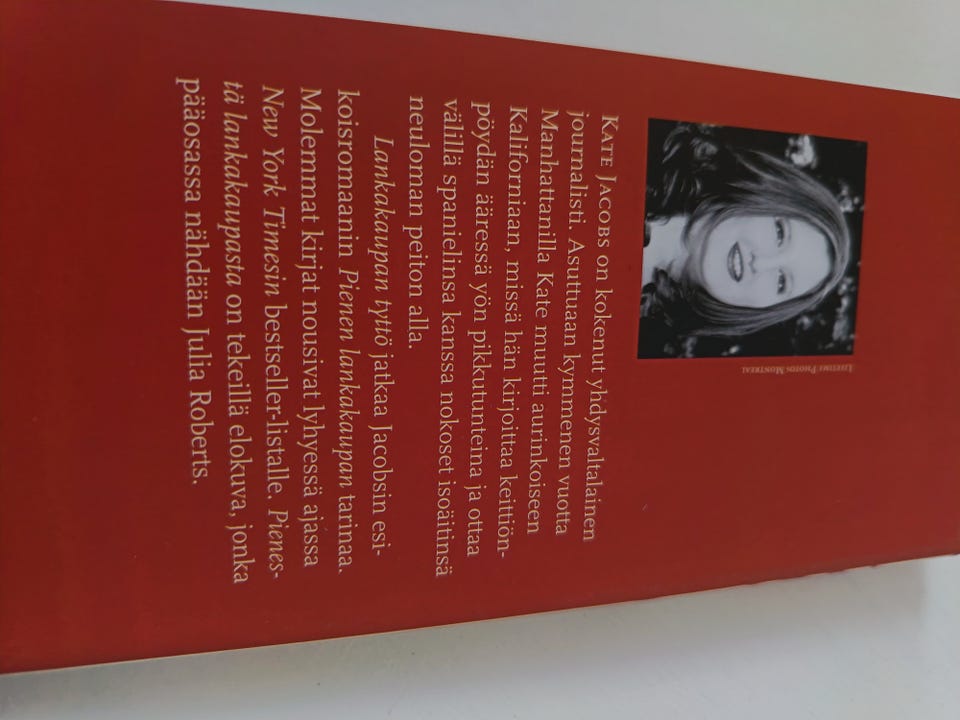 Lifetime Photos Montreal
Kate Jacobs on kokenut yhdysvaltalainen
journalisti. Asuttuaan kymmenen vuotta
Manhattanilla Kate muutti aurinkoiseen
Kaliforniaan, missä hän kirjoittaa keittiön-
pöydän ääressä yön pikkutunteina ja ottaa
välillä spanielinsa kanssa nokoset isoäitinsä
neuloman peiton alla.
Lankakaupan tyttö jatkaa Jacobsin esi-
koisromaanin Pienen lankakaupan tarinaa.
Molemmat kirjat nousivat lyhyessä ajassa
New York Timesin bestseller-listalle. Pienes-
tä lankakaupasta on tekeillä elokuva, jonka
pääosassa nähdään Julia Roberts.